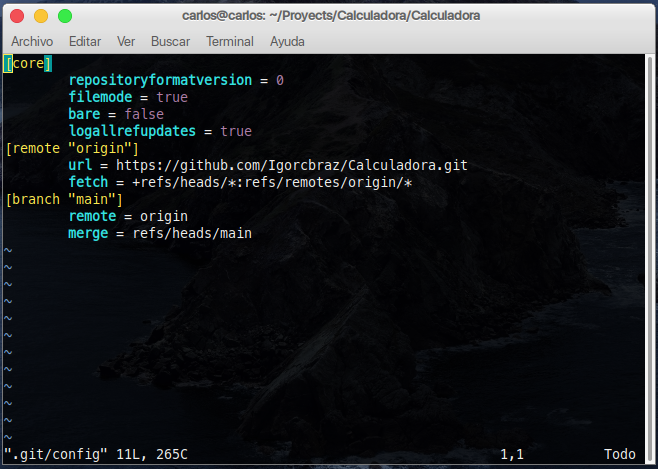 carlos@carlos: ~/Proyects/Calculadora/Calculadora
Archivo Editar Ver Buscar Terminal Ayuda
[core]
repositoryformatversion = 0
filemode = true
bare = false
logallrefupdates = true
[remote "origin"]
url = https://github.com/Igorcbraz/Calculadora.git
fetch = +refs/heads/*:refs/remotes/origin/*
[branch "main"]
remote = origin
merge = refs/heads/main
~
~
~
~
~
~
~
~
~
~
~
~
".git/config" 11L, 265C 1,1 Todo